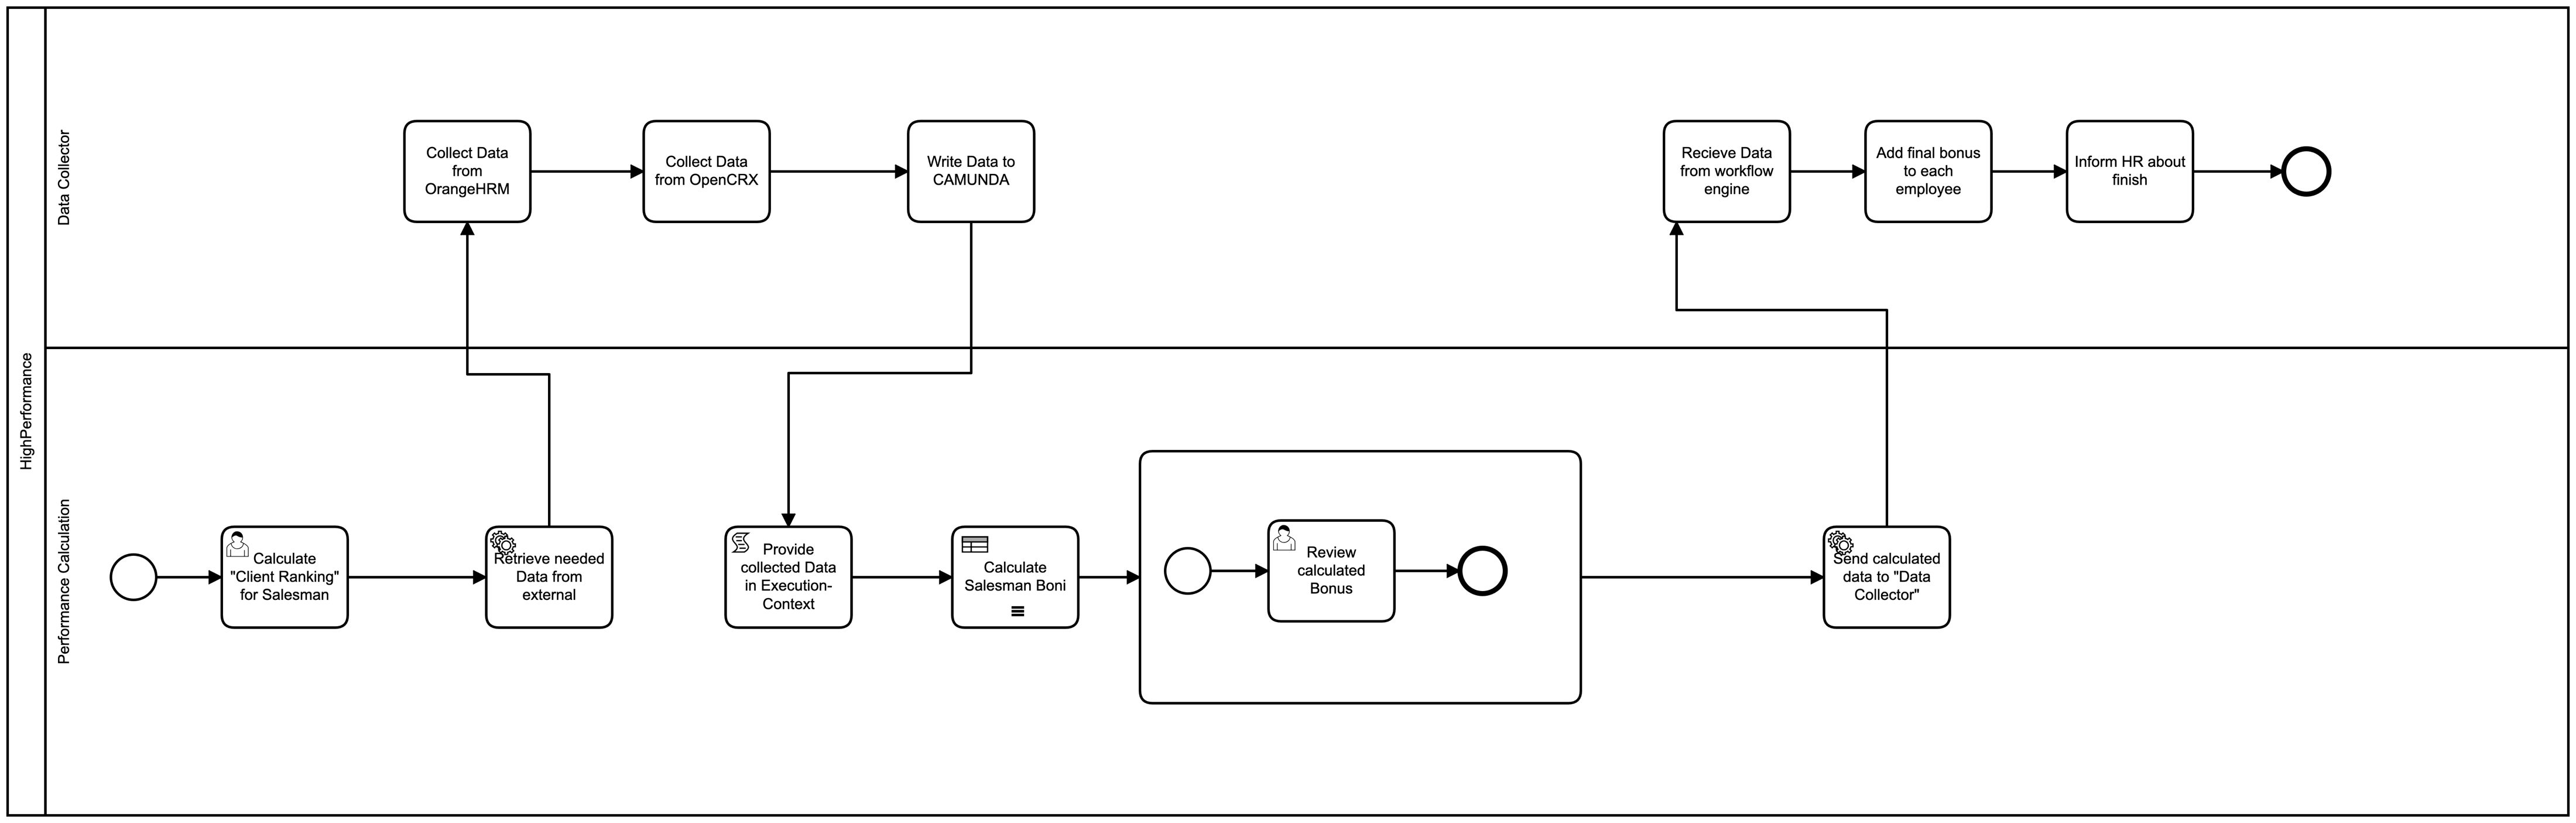 HighPerformance
Data Collector
Collect Data
from
OrangeHRM
Collect Data
from OpenCRX
Write Data to
CAMUNDA
Recieve Data
from workflow
engine
Add final bonus
to each
employee
Inform HR about
finish
Performance Calculation
Calculate
"Client Ranking"
for Salesman
Retrieve needed
Data from
external
Provide
collected Data
in Execution-
Context
Calculate
Salesman Boni
Review
calculated
Bonus
Send calculated
data to "Data
Collector"